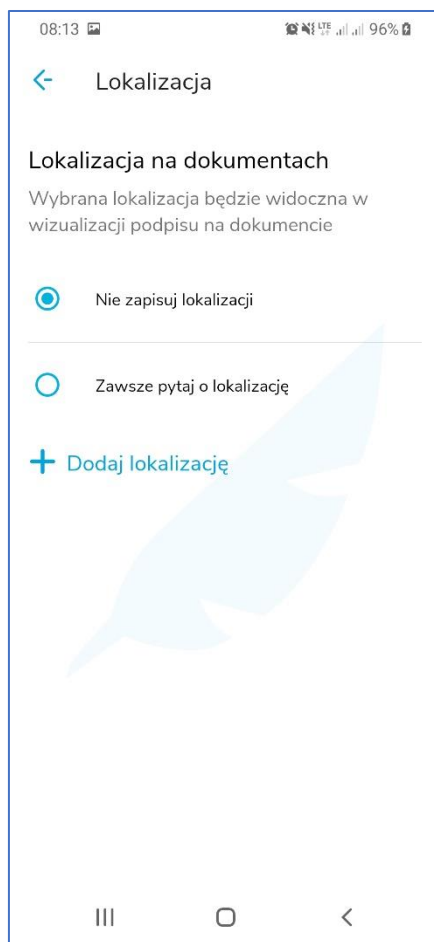 08:13 LTE 96%
Lokalizacja
Lokalizacja na dokumentach
Wybrana lokalizacja będzie widoczna w
wizualizacji podpisu na dokumencie
Nie zapisuj lokalizacji
Zawsze pytaj o lokalizację
Dodaj lokalizację